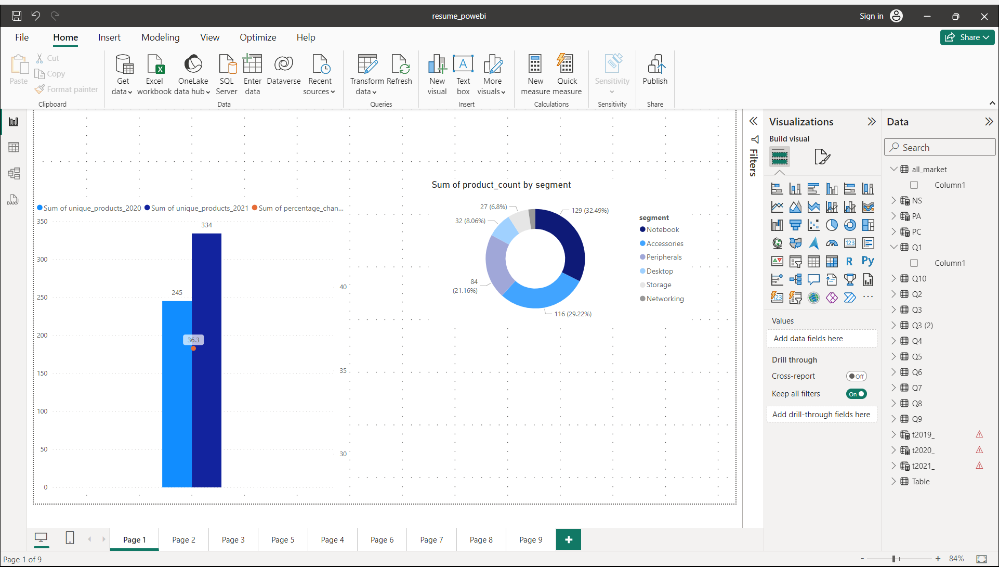 resume_powebi
Sign in
File Home Insert Modeling View Optimize Help
Share
Paste
Cut
Copy
Format painter
Clipboard
Get data
Excel workbook
OneLake data hub
SQL Server
Enter data
Dataverse
Recent sources
Data
Transform data
Refresh
Queries
New visual
Text box
More visuals
Insert
New measure
Quick measure
Calculations
Sensitivity
Sensitivity
Publish
Share
DAX
Sum of unique_products_2020 Sum of unique_products_2021 Sum of percentage_chan...
350
300
250
200
150
100
50
0
334
245
36.3
40
35
30
Sum of product_count by segment
27 (6.8%)
32 (8.06%)
129 (32.49%)
84
(21.16%)
116 (29.22%)
segment
Notebook
Accessories
Peripherals
Desktop
Storage
Networking
Filters
Visualizations
Build visual
A
123
R
Py
123
Values
Add data fields here
Drill through
Cross-report
Off
Keep all filters
On
Add drill-through fields here
Data
Search
all_market
Column1
NS
PA
PC
Q1
Column1
Q10
Q2
Q3
Q3 (2)
Q4
Q5
Q6
Q7
Q8
Q9
t2019_
t2020_
t2021_
Table
Page 1 Page 2 Page 3 Page 5 Page 4 Page 6 Page 7 Page 8 Page 9
Page 1 of 9
- + 84%